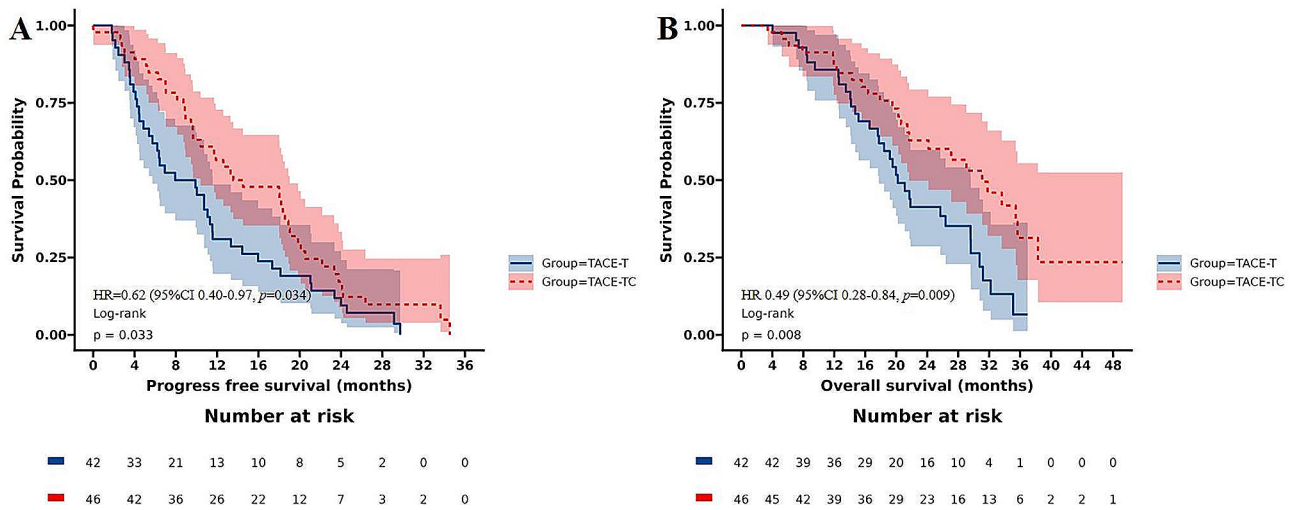 A
Survival Probability
1.00
0.75
0.50
0.25
0.00
HR=0.62 (95%CI 0.40-0.97, p=0.034)
Log-rank
p = 0.033
0 4 8 12 16 20 24 28 32 36
Progress free survival (months)
Group=TACE-T
Group=TACE-TC
Number at risk
42 33 21 13 10 8 5 2 0 0
46 42 36 26 22 12 7 3 2 0
B
Survival Probability
1.00
0.75
0.50
0.25
0.00
HR 0.49 (95%CI 0.28-0.84, p=0.009)
Log-rank
p = 0.008
0 4 8 12 16 20 24 28 32 36 40 44 48
Overall survival (months)
Group=TACE-T
Group=TACE-TC
Number at risk
42 42 39 36 29 20 16 10 4 1 0 0 0
46 45 42 39 36 29 23 16 13 6 2 2 1